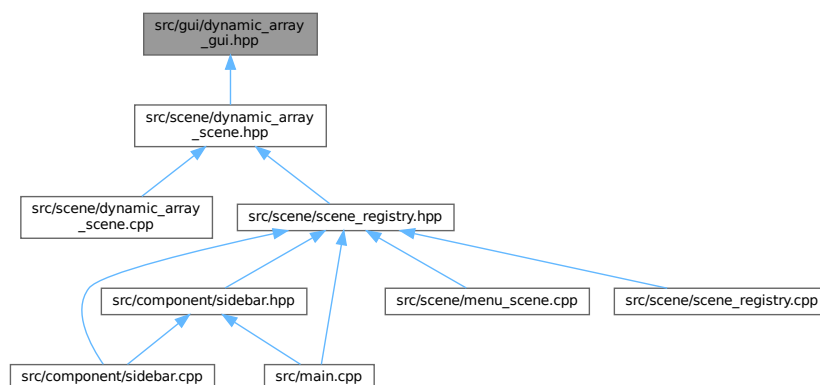 src/gui/dynamic_array
_gui.hpp
src/scene/dynamic_array
_scene.hpp
src/scene/dynamic_array
_scene.cpp
src/scene/scene_registry.hpp
src/component/sidebar.hpp
src/scene/menu_scene.cpp
src/scene/scene_registry.cpp
src/component/sidebar.cpp
src/main.cpp